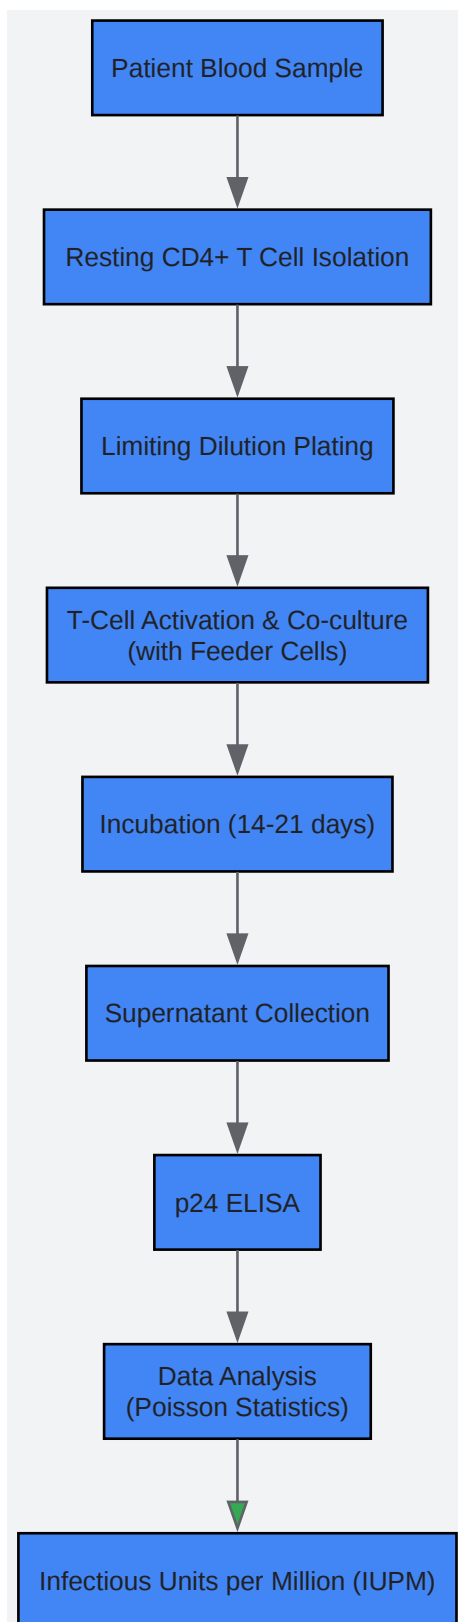 Patient Blood Sample
Resting CD4+ T Cell Isolation
Limiting Dilution Plating
T-Cell Activation & Co-culture
(with Feeder Cells)
Incubation (14-21 days)
Supernatant Collection
p24 ELISA
Data Analysis
(Poisson Statistics)
Infectious Units per Million (IUPM)